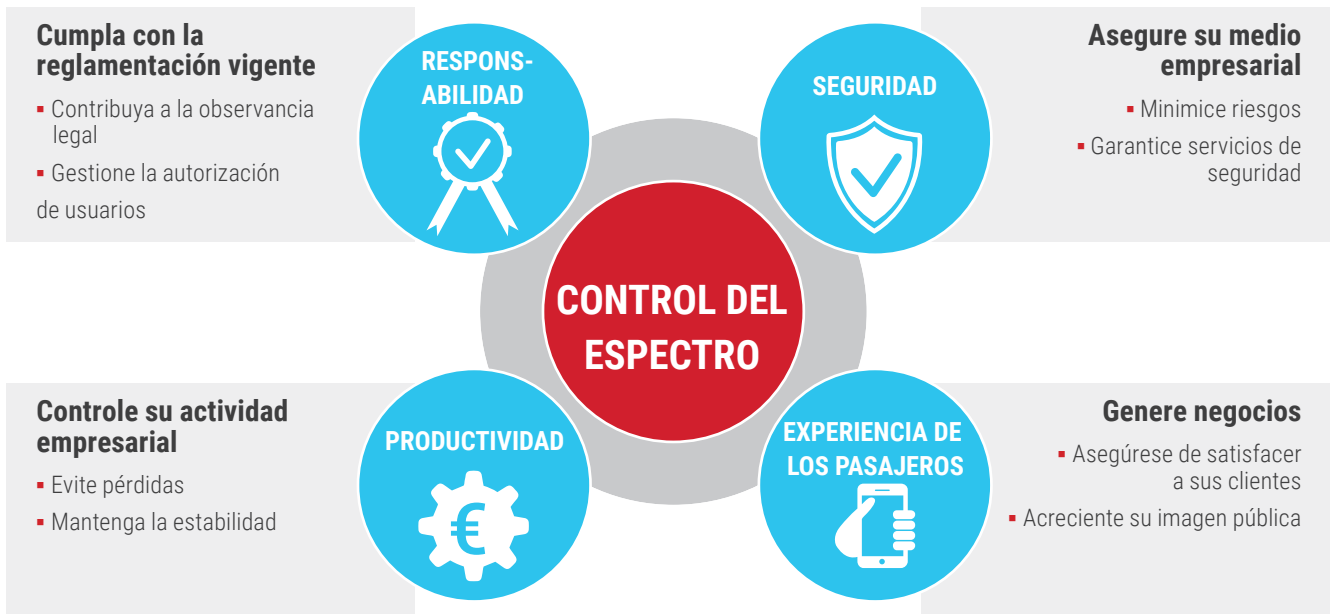 Cumpla con la
reglamentación vigente
▪ Contribuya a la observancia
legal
▪ Gestione la autorización
de usuarios
RESPONS-
ABILIDAD
SEGURIDAD
Asegure su medio
empresarial
▪ Minimice riesgos
▪ Garantice servicios de
seguridad
CONTROL DEL
ESPECTRO
Controle su actividad
empresarial
▪ Evite pérdidas
▪ Mantenga la estabilidad
PRODUCTIVIDAD
€
EXPERIENCIA DE
LOS PASAJEROS
Genere negocios
▪ Asegúrese de satisfacer
a sus clientes
▪ Acreciente su imagen pública